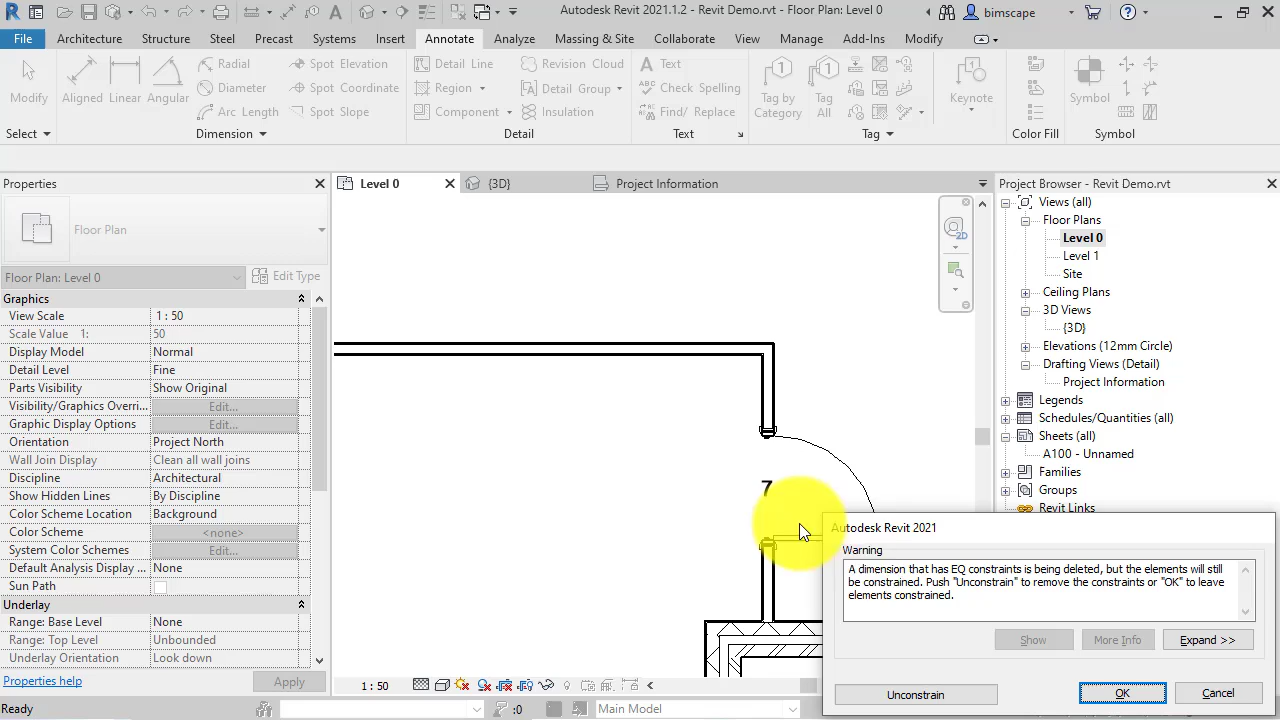 Autodesk Revit 2021.1.2 - Revit Demo.rvt - Floor Plan: Level 0
bimscape
File
Architecture
Structure
Steel
Precast
Systems
Insert
Annotate
Analyze
Massing & Site
Collaborate
View
Manage
Add-Ins
Modify
Modify
Aligned
Linear
Angular
Radial
Diameter
Arc Length
Spot Elevation
Spot Coordinate
Spot Slope
Detail Line
Region
Component
Revision Cloud
Detail Group
Insulation
A Text
ABC Check Spelling
Find/ Replace
Tag by
Category
Tag
All
Keynote
Symbol
Select
Dimension
Detail
Text
Tag
Color Fill
Symbol
Properties
Level 0
{3D}
Project Information
Project Browser - Revit Demo.rvt
Floor Plan
Floor Plan: Level 0
Edit Type
Graphics
View Scale 1 : 50
Scale Value 1: 50
Display Model Normal
Detail Level Fine
Parts Visibility Show Original
Visibility/Graphics Overri... Edit...
Graphic Display Options Edit...
Orientation Project North
Wall Join Display Clean all wall joins
Discipline Architectural
Show Hidden Lines By Discipline
Color Scheme Location Background
Color Scheme <none>
System Color Schemes Edit...
Default Analysis Display ... None
Sun Path
Underlay
Range: Base Level None
Range: Top Level Unbounded
Underlay Orientation Look down
Properties help
Apply
2D
7
Views (all)
Floor Plans
Level 0
Level 1
Site
Ceiling Plans
3D Views
{3D}
Elevations (12mm Circle)
Drafting Views (Detail)
Project Information
Legends
Schedules/Quantities (all)
Sheets (all)
A100 - Unnamed
Families
Groups
Revit Links
Autodesk Revit 2021
Warning
A dimension that has EQ constraints is being deleted, but the elements will still
be constrained. Push "Unconstrain" to remove the constraints or "OK" to leave
elements constrained.
Show
More Info
Expand >>
Unconstrain
OK
Cancel
1 : 50
Ready
:0
Main Model